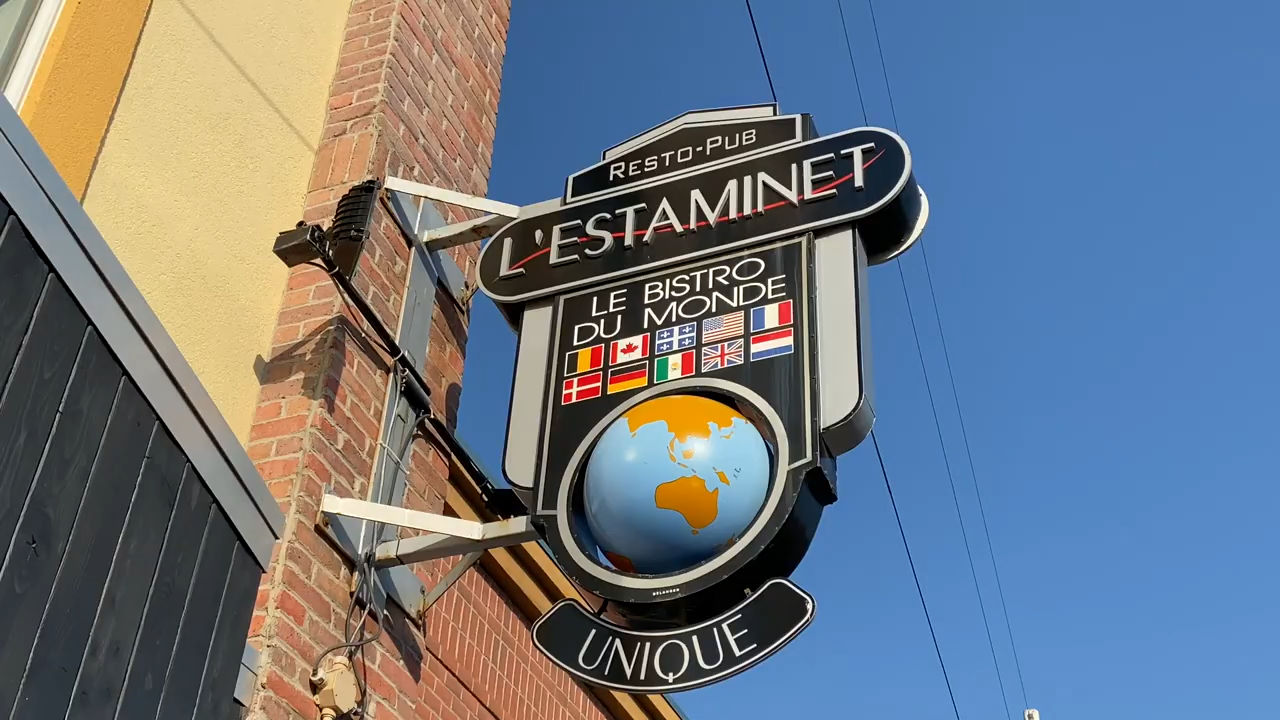 RESTO-PUB
L'ESTAMINET
LE BISTRO
DU MONDE
UNIQUE